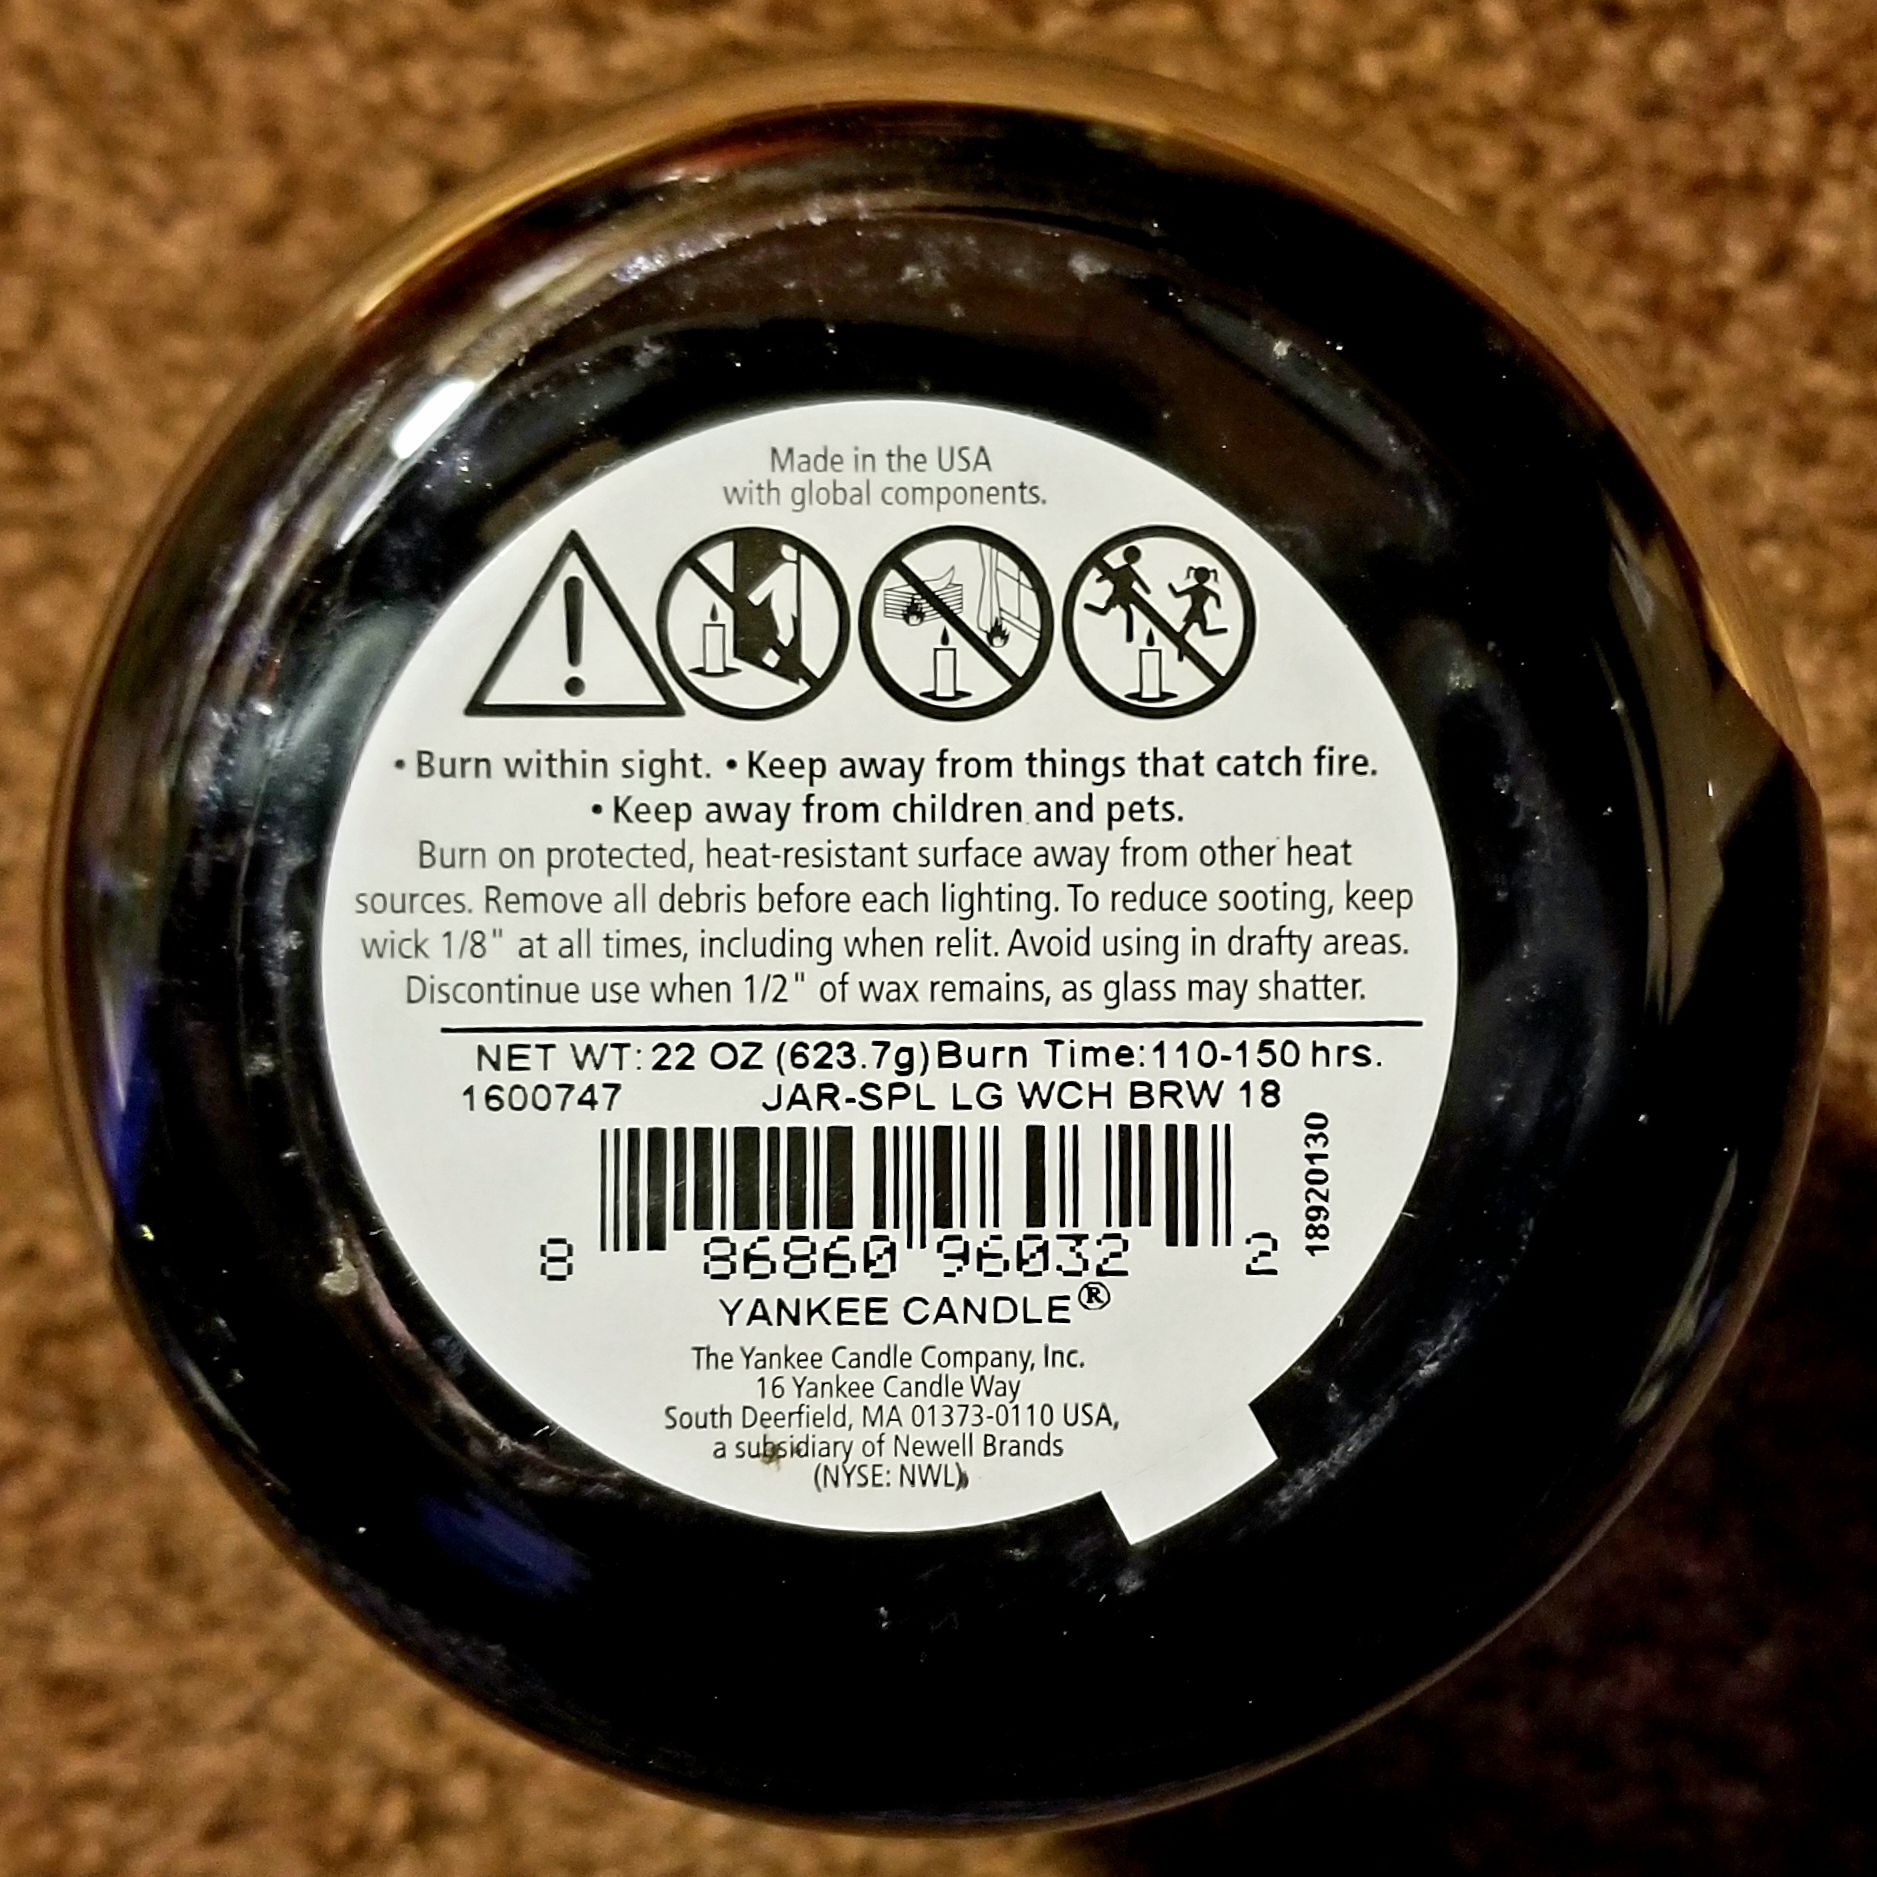 Made in the USA
with global components.
• Burn within sight. • Keep away from things that catch fire.
• Keep away from children and pets.
Burn on protected, heat-resistant surface away from other heat
sources. Remove all debris before each lighting. To reduce sooting, keep
wick 1/8" at all times, including when relit. Avoid using in drafty areas.
Discontinue use when 1/2" of wax remains, as glass may shatter.
NET WT: 22 OZ (623.7g) Burn Time: 110-150 hrs.
1600747 JAR-SPL LG WCH BRW 18
18920130
8 86860 96032 2
YANKEE CANDLE®
The Yankee Candle Company, Inc.
16 Yankee Candle Way
South Deerfield, MA 01373-0110 USA,
a subsidiary of Newell Brands
(NYSE: NWL)